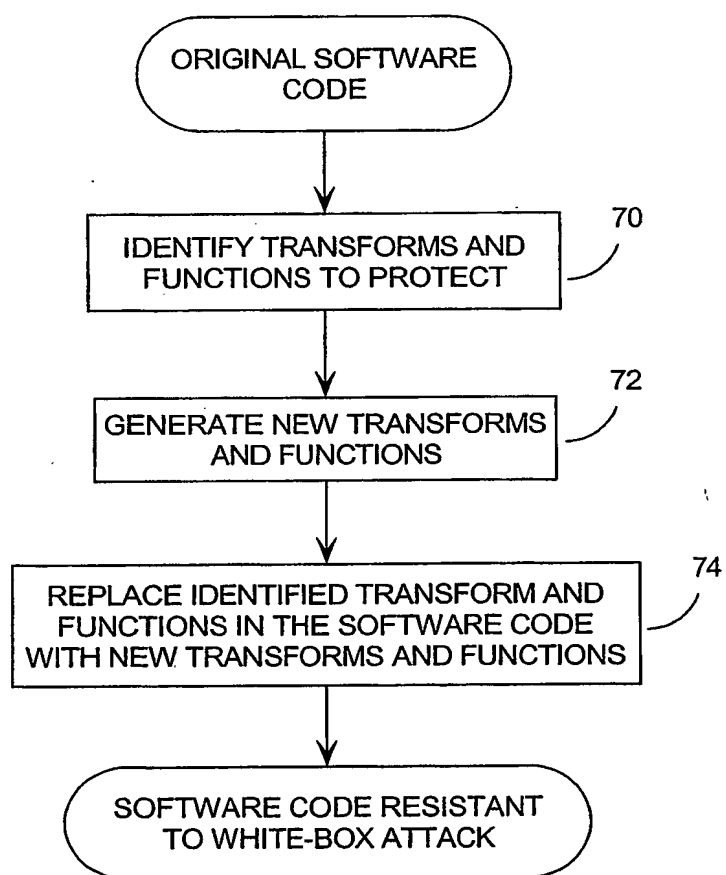 ORIGINAL SOFTWARE
CODE
70
IDENTIFY TRANSFORMS AND
FUNCTIONS TO PROTECT
72
GENERATE NEW TRANSFORMS
AND FUNCTIONS
74
REPLACE IDENTIFIED TRANSFORM AND
FUNCTIONS IN THE SOFTWARE CODE
WITH NEW TRANSFORMS AND FUNCTIONS
SOFTWARE CODE RESISTANT
TO WHITE-BOX ATTACK